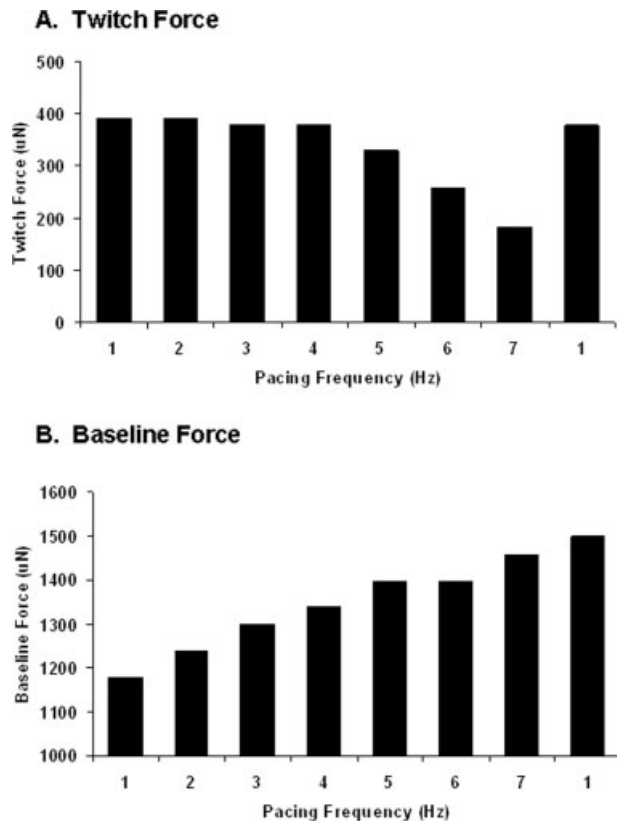 A. Twitch Force
500
400
300
200
100
0
Twitch Force (uN)
1 2 3 4 5 6 7 1
Pacing Frequency (Hz)
B. Baseline Force
1600
1500
1400
1300
1200
1100
1000
Baseline Force (uN)
1 2 3 4 5 6 7 1
Pacing Frequency (Hz)